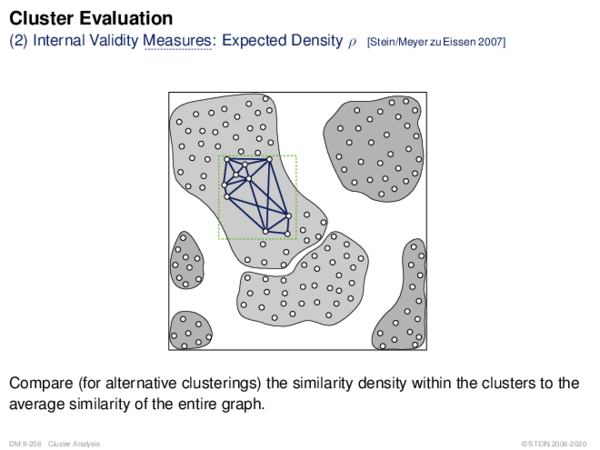 Cluster Evaluation
(2) Internal Validity Measures: Expected Density ρ [Stein/Meyer zu Eissen 2007]
Compare (for alternative clusterings) the similarity density within the clusters to the
average similarity of the entire graph.
DM:II-256 Cluster Analysis ©STEIN 2006-2020